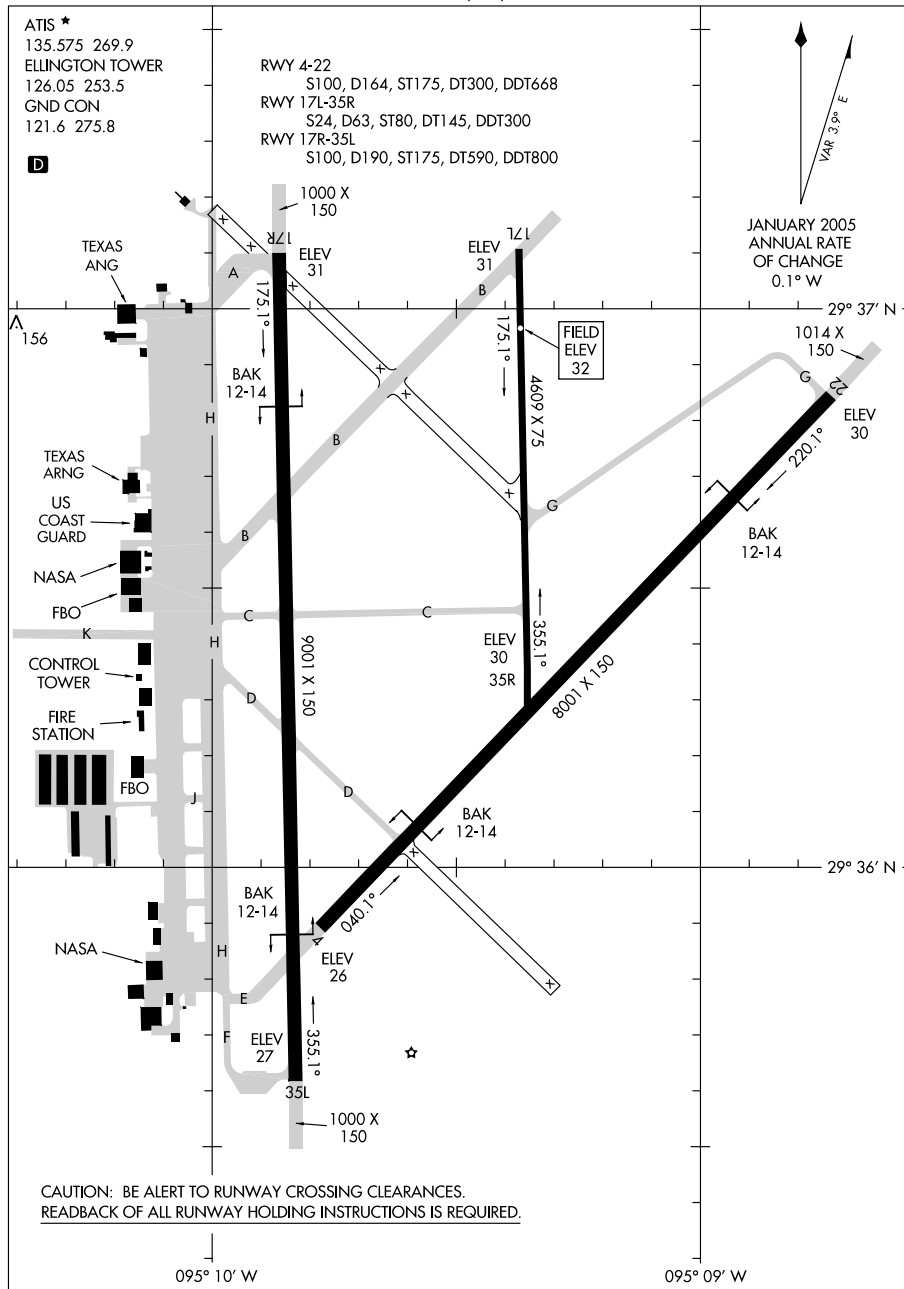 ATIS ★
135.575 269.9
ELLINGTON TOWER
126.05 253.5
GND CON
121.6 275.8
D
RWY 4-22
S100, D164, ST175, DT300, DDT668
RWY 17L-35R
S24, D63, ST80, DT145, DDT300
RWY 17R-35L
S100, D190, ST175, DT590, DDT800
VAR 3.9° E
JANUARY 2005
ANNUAL RATE
OF CHANGE
0.1° W
1000 X
150
17R
ELEV
31
17L
ELEV
31
TEXAS
ANG
A
B
175.1°
175.1°
29° 37' N
156
FIELD
ELEV
32
1014 X
150
BAK
12-14
4609 X 75
G
22
ELEV
30
H
B
220.1°
TEXAS
ARNG
US
COAST
GUARD
G
BAK
12-14
B
NASA
FBO
C
C
K
H
9001 X 150
ELEV
30
35R
355.1°
8001 X 150
CONTROL
TOWER
D
FIRE
STATION
FBO
J
D
BAK
12-14
29° 36' N
BAK
12-14
040.1°
4
H
NASA
ELEV
26
E
F
ELEV
27
355.1°
35L
1000 X
150
CAUTION: BE ALERT TO RUNWAY CROSSING CLEARANCES.
READBACK OF ALL RUNWAY HOLDING INSTRUCTIONS IS REQUIRED.
095° 10' W
095° 09' W